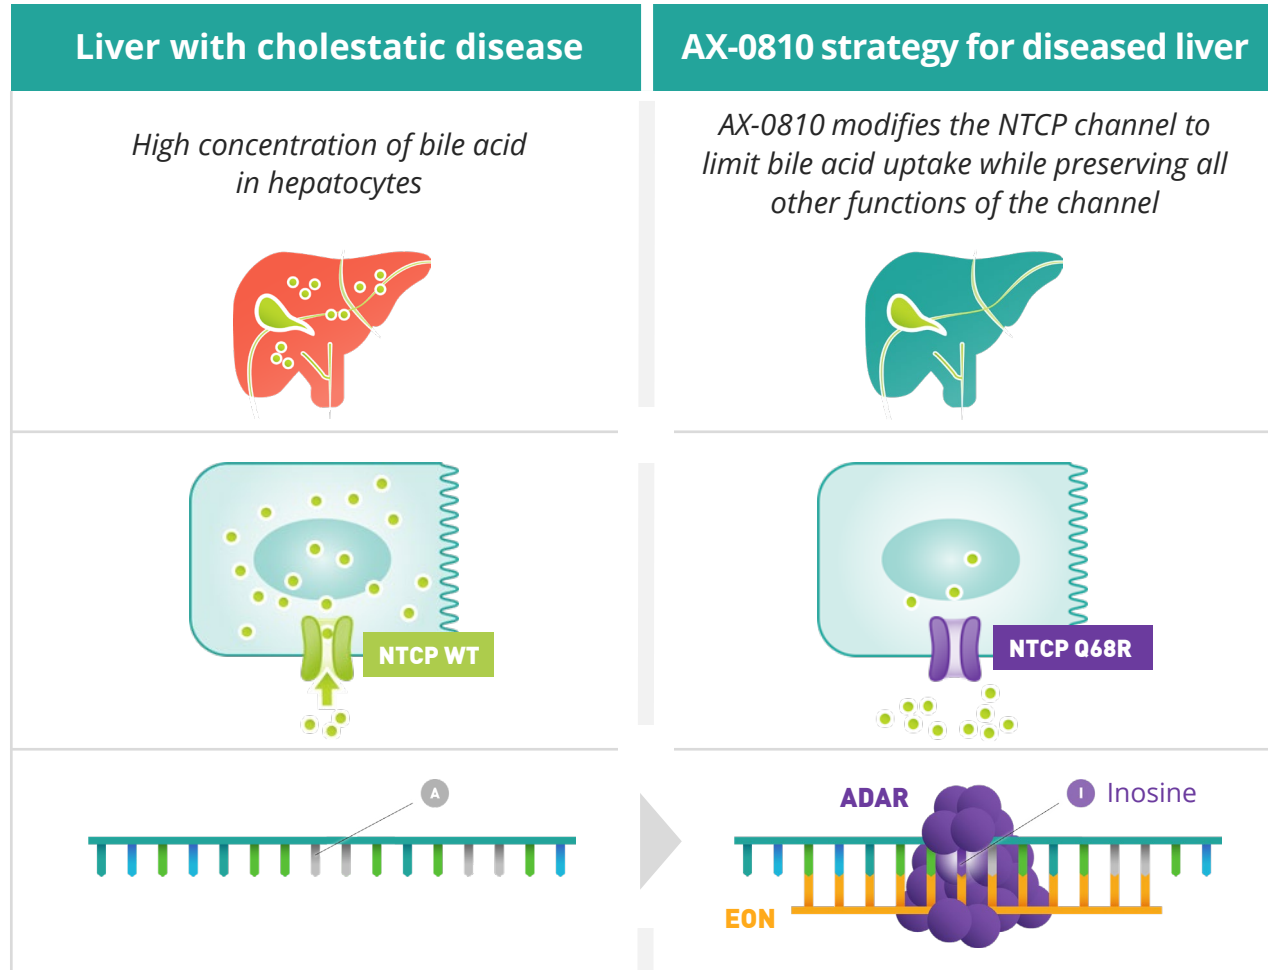 Liver with cholestatic disease
AX-0810 strategy for diseased liver
High concentration of bile acid
in hepatocytes
AX-0810 modifies the NTCP channel to
limit bile acid uptake while preserving all
other functions of the channel
NTCP WT
NTCP Q68R
A
ADAR
I Inosine
EON